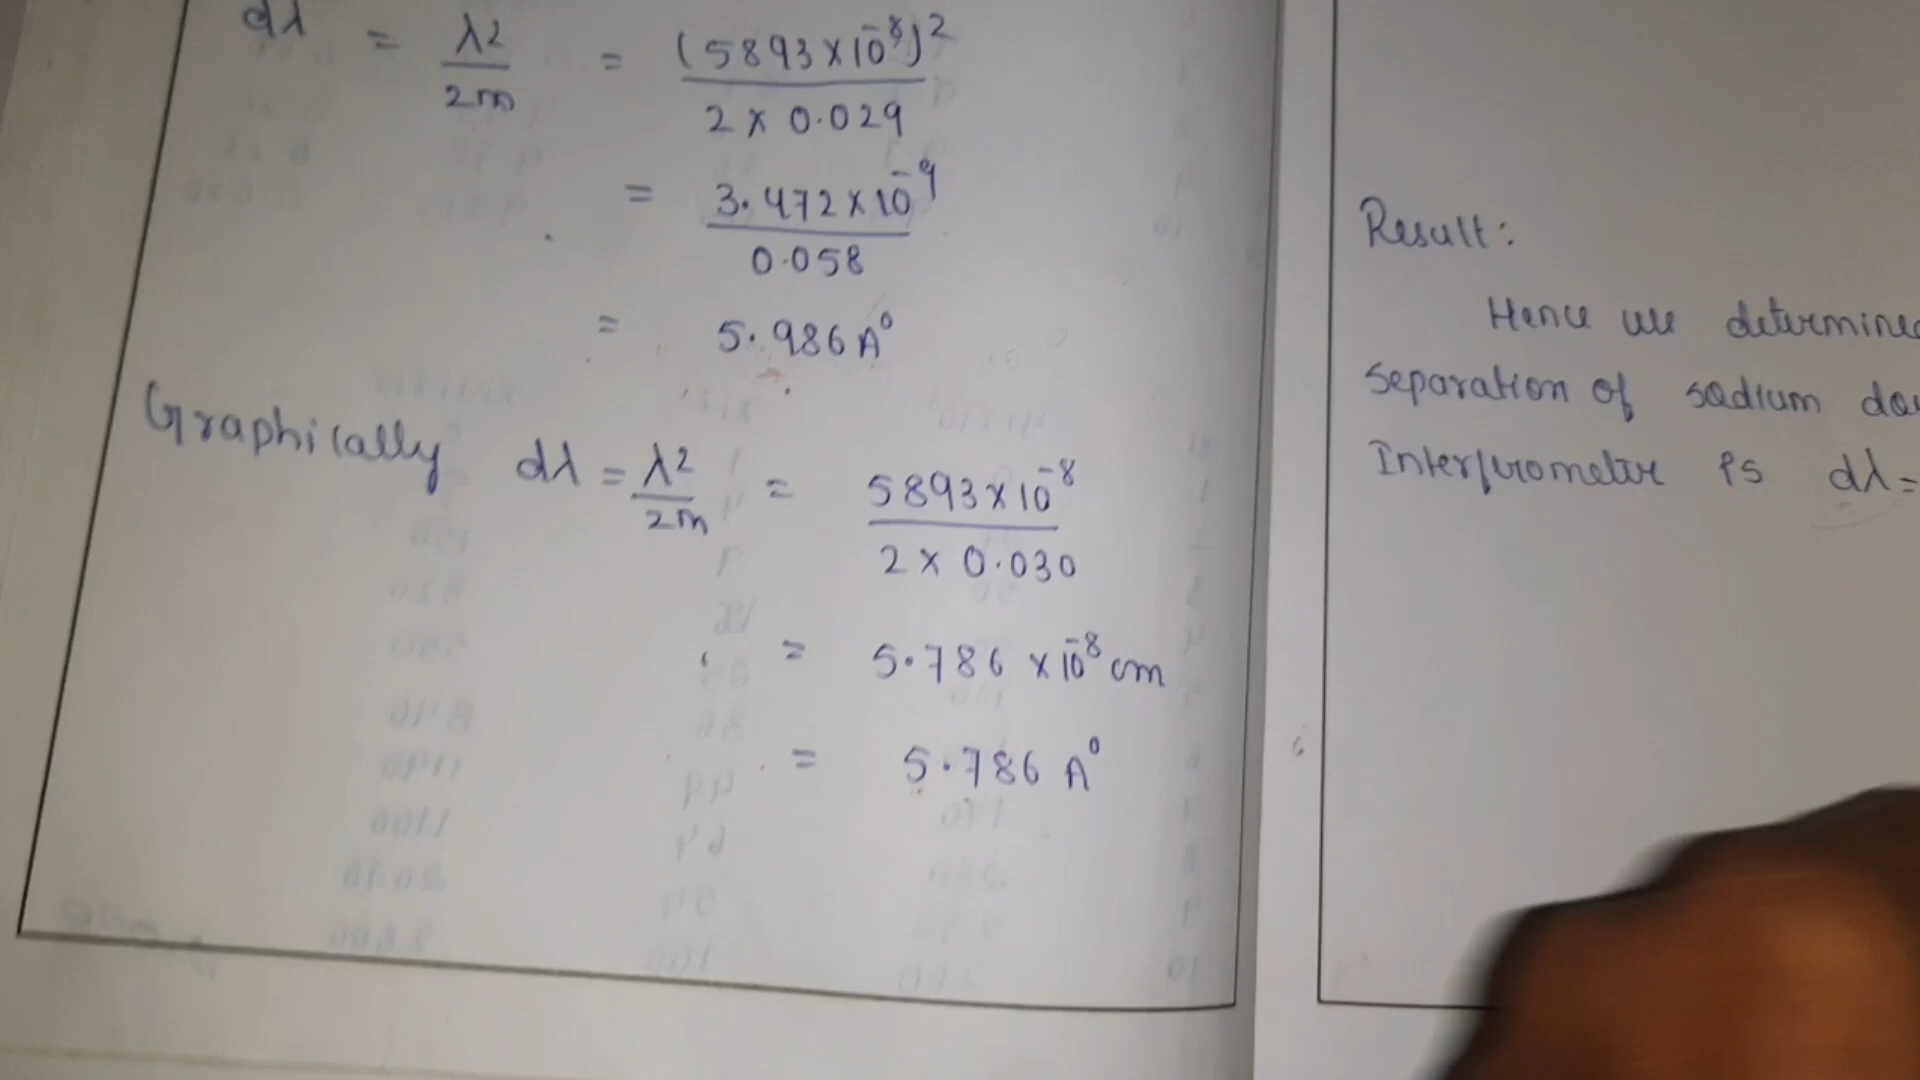 dλ = λ² / 2m = (5893 x 10⁻⁸)² / 2 x 0.029
= 3.472 x 10⁻⁹ / 0.058
= 5.986 A⁰
Graphically dλ = λ² / 2m = 5893 x 10⁻⁸ / 2 x 0.030
= 5.786 x 10⁻⁸ cm
= 5.786 A⁰
Result:
Hence we determined
separation of sodium
Interferometer is dλ =